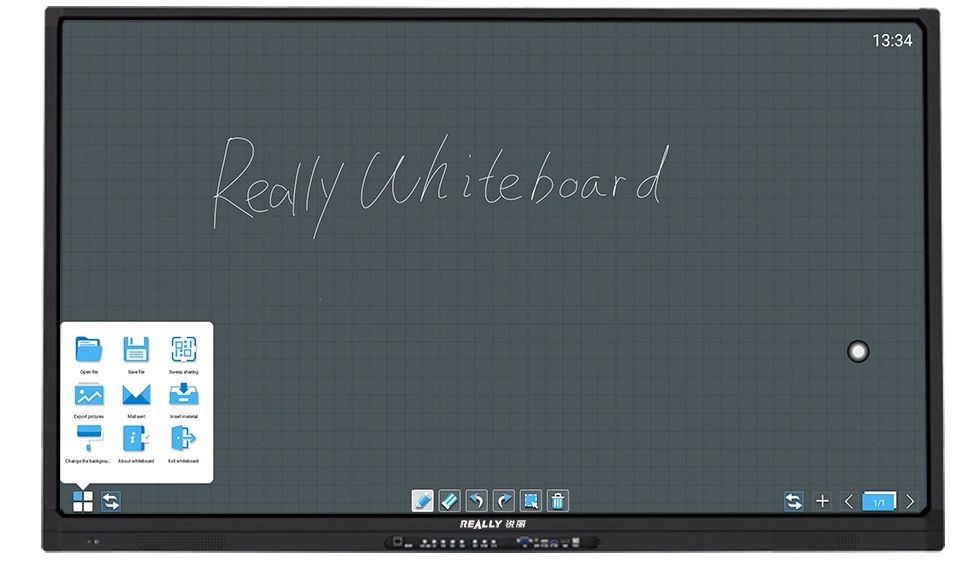 13:34
Really Whiteboard
Open file Save file Sweep sharing
Export pictures Mail sent Insert material
Change the backgrou... About whiteboard Exit whiteboard
1/1
REALLY 锐丽